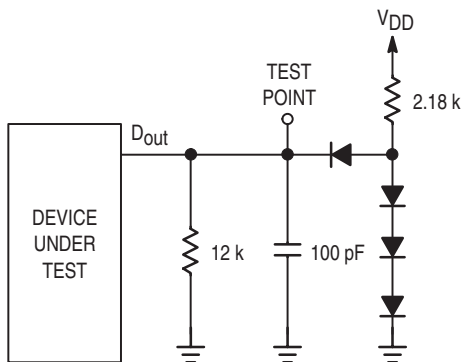 V_DD
TEST
POINT
2.18 k
D_out
DEVICE
UNDER
TEST
12 k
100 pF